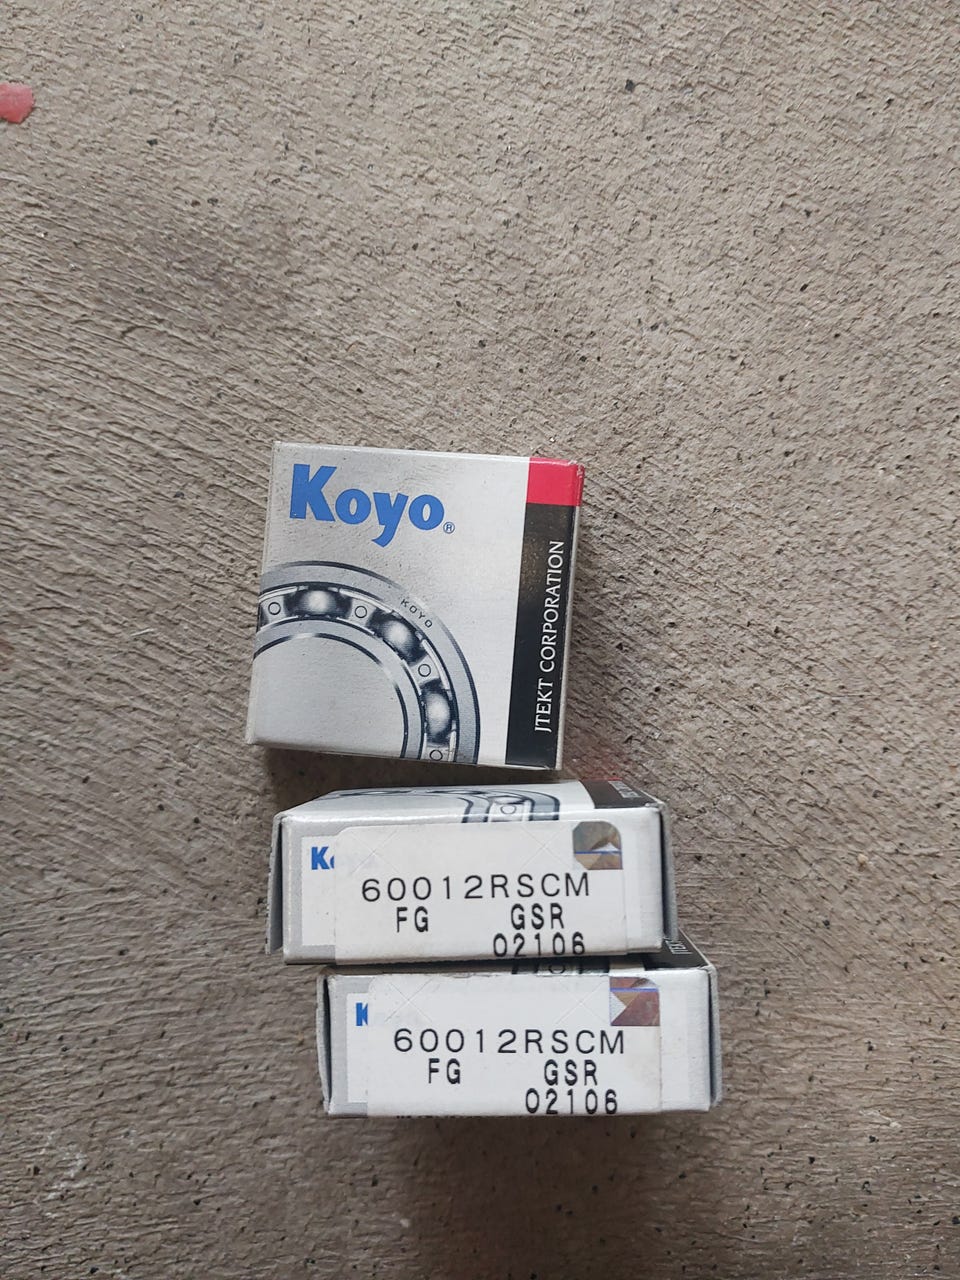 Koyo®
KOYO
JTEKT CORPORATION
60012RSCM
FG GSR
02106
60012RSCM
FG GSR
02106